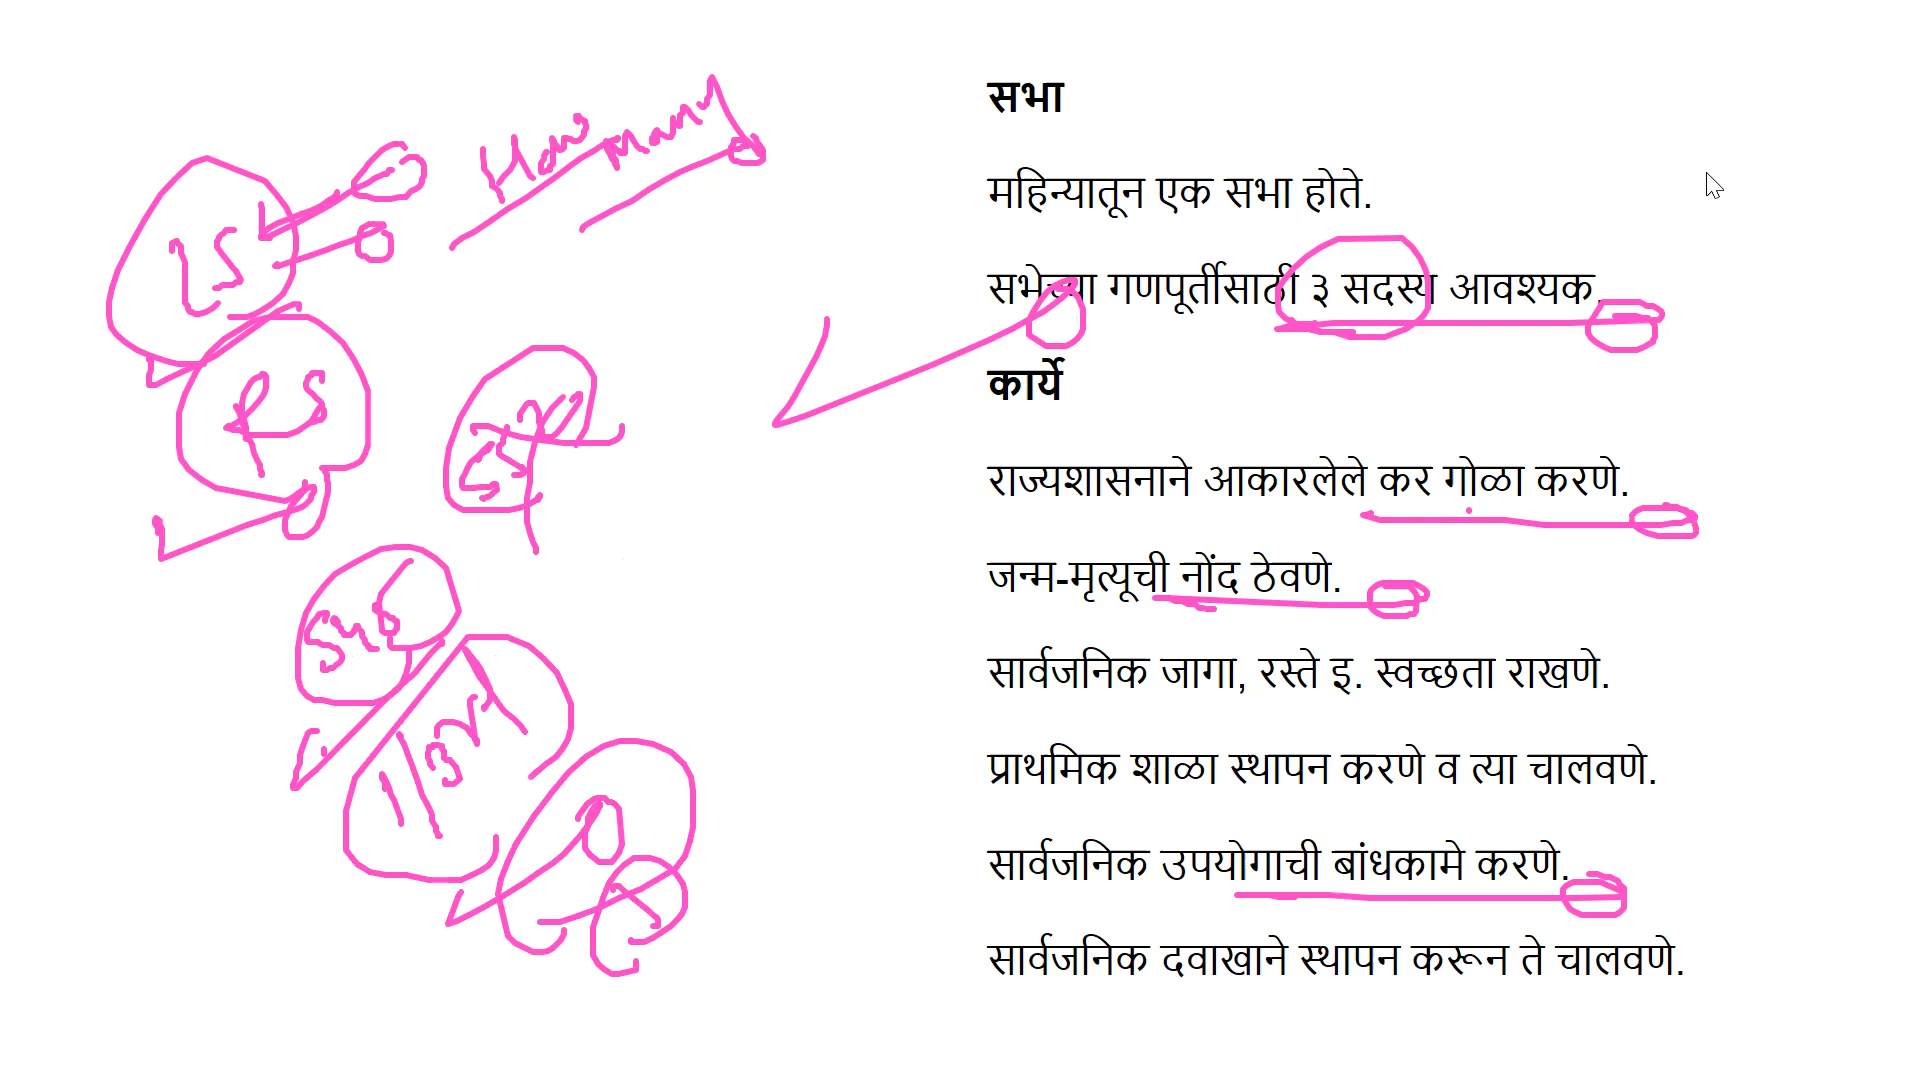 How many
LS
RS
सभा
महिन्यातून एक सभा होते.
सभेच्या गणपूर्तीसाठी ३ सदस्य आवश्यक.
कार्ये
राज्यशासनाने आकारलेले कर गोळा करणे.
जन्म-मृत्यूची नोंद ठेवणे.
सार्वजनिक जागा, रस्ते इ. स्वच्छता राखणे.
प्राथमिक शाळा स्थापन करणे व त्या चालवणे.
सार्वजनिक उपयोगाची बांधकामे करणे.
सार्वजनिक दवाखाने स्थापन करून ते चालवणे.